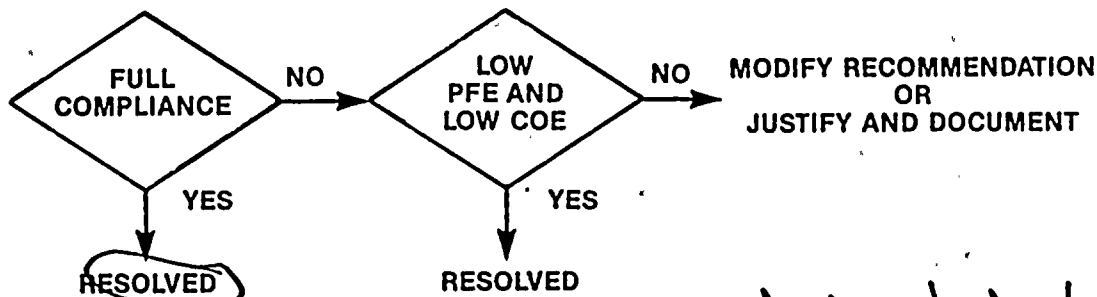 FULL
COMPLIANCE
NO
LOW
PFE AND
LOW COE
NO
MODIFY RECOMMENDATION
OR
JUSTIFY AND DOCUMENT
YES
YES
RESOLVED
RESOLVED